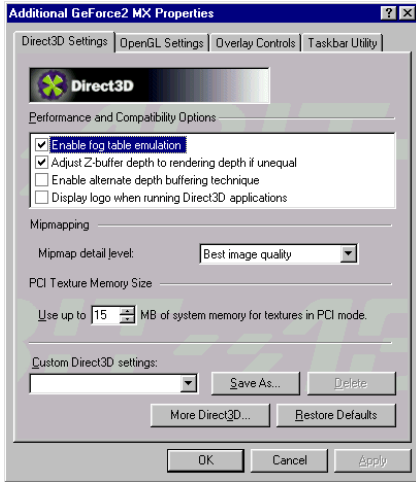 Additional GeForce2 MX Properties
Direct3D Settings OpenGL Settings Overlay Controls Taskbar Utility
Direct3D
Performance and Compatibility Options
Enable fog table emulation
Adjust Z-buffer depth to rendering depth if unequal
Enable alternate depth buffering technique
Display logo when running Direct3D applications
Mipmapping
Mipmap detail level: Best image quality
PCI Texture Memory Size
Use up to 15 MB of system memory for textures in PCI mode.
Custom Direct3D settings:
Save As... Delete
More Direct3D... Restore Defaults
OK Cancel Apply